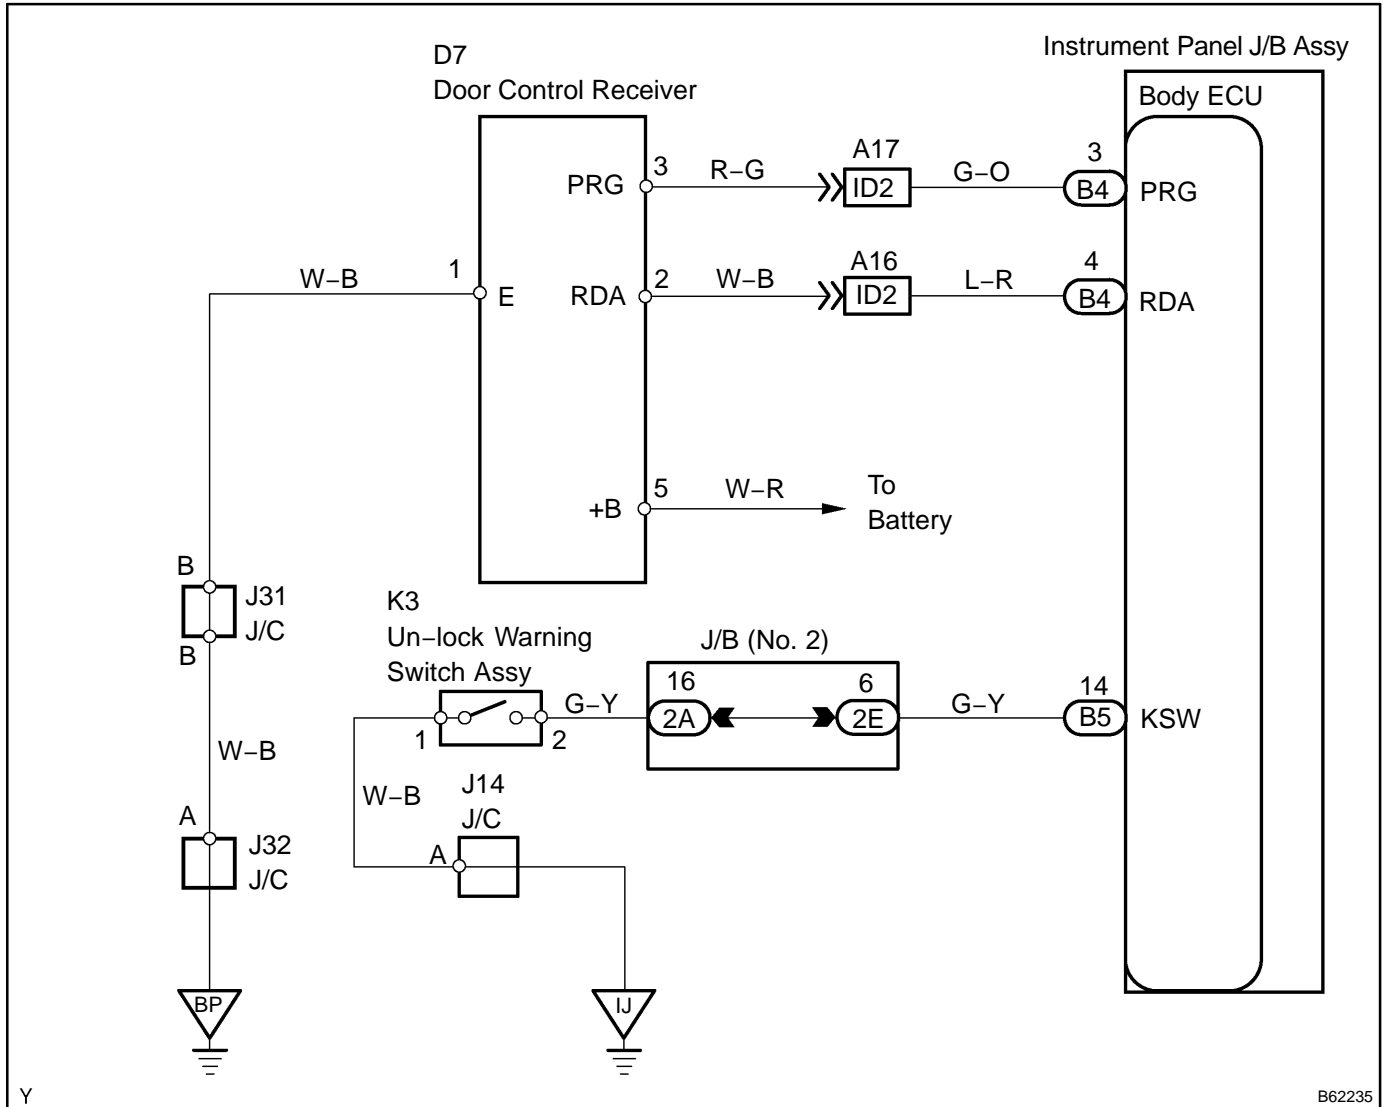 D7
Door Control Receiver
Instrument Panel J/B Assy
Body ECU
PRG
3
R–G
A17
ID2
G–O
3
B4
PRG
W–B
1
E
RDA
2
W–B
A16
ID2
L–R
4
B4
RDA
+B
5
W–R
To
Battery
B
J31
J/C
B
K3
Un–lock Warning
Switch Assy
1
2
G–Y
J/B (No. 2)
16
2A
6
2E
G–Y
14
B5
KSW
W–B
W–B
J14
J/C
A
A
J32
J/C
BP
IJ
Y
B62235